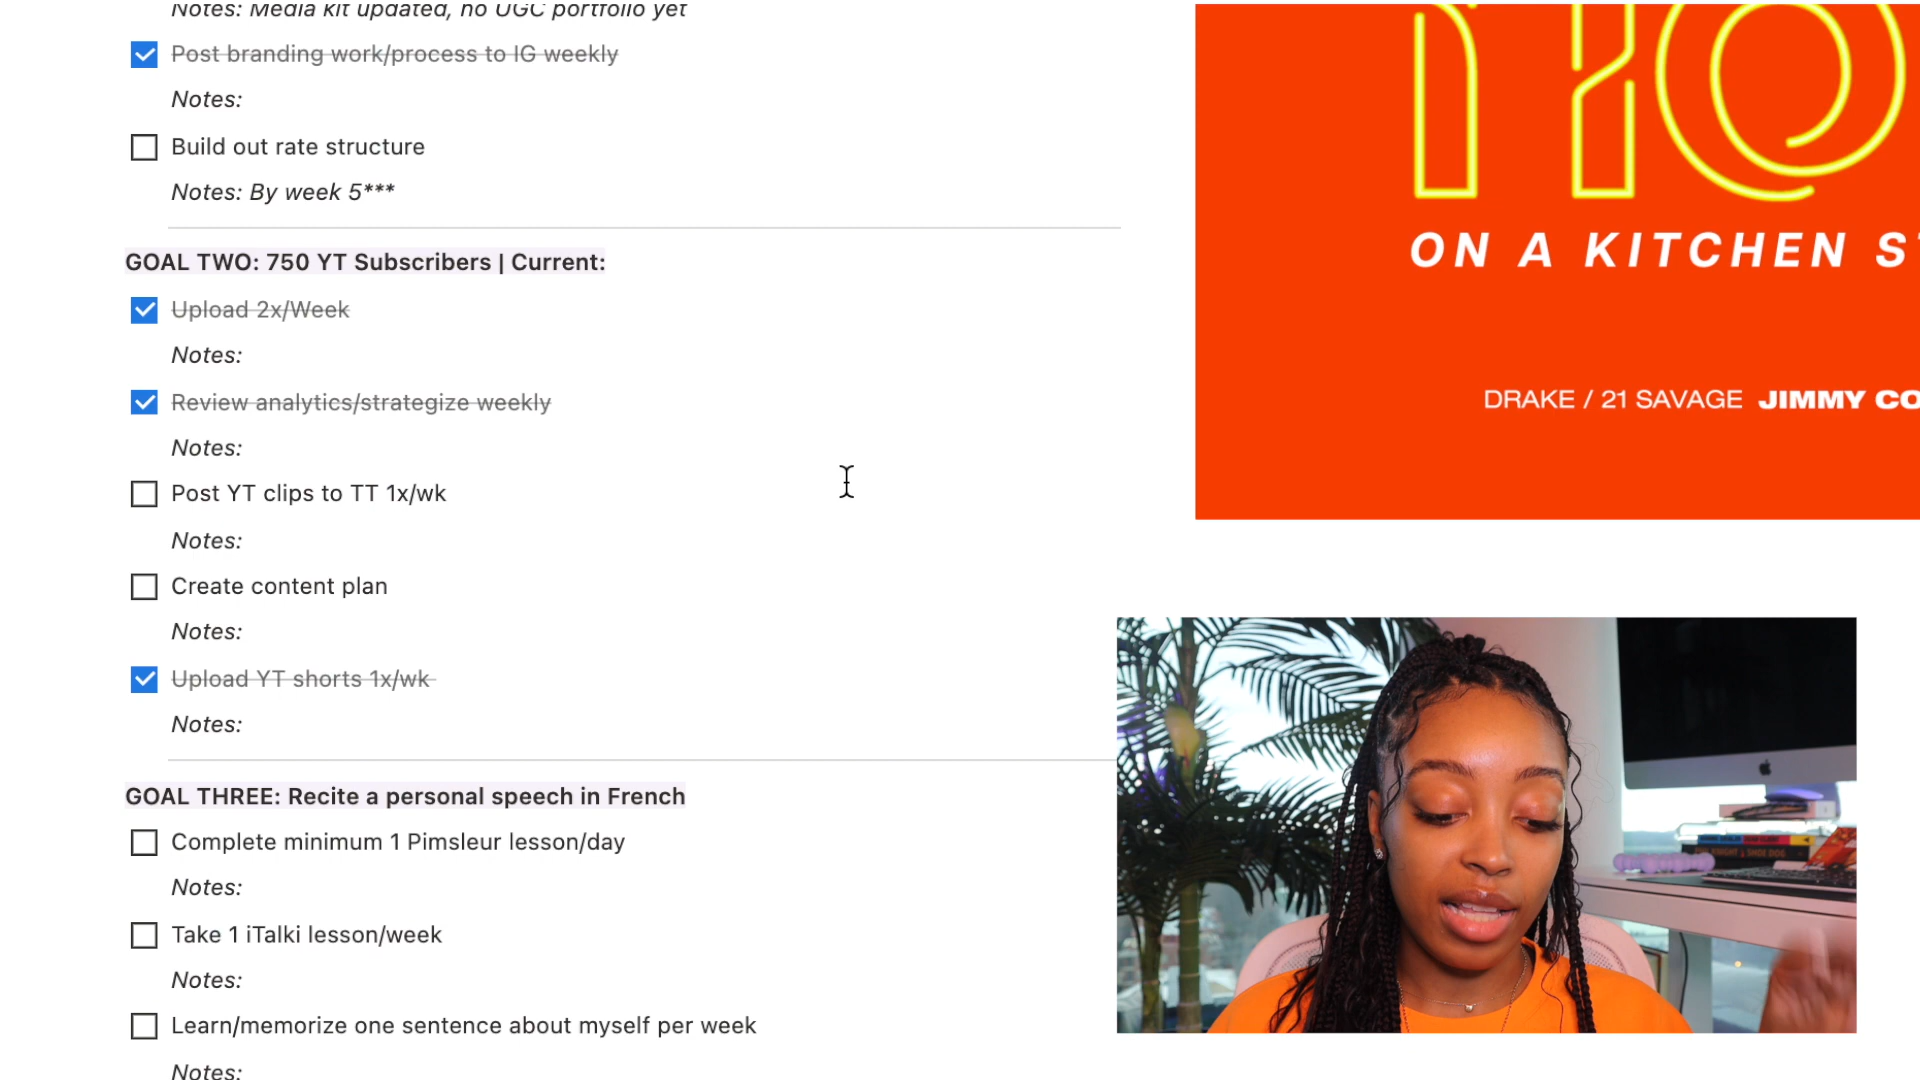 Notes: Media kit updated, no UGC portfolio yet
Post branding work/process to IG weekly
Notes:
Build out rate structure
Notes: By week 5***
GOAL TWO: 750 YT Subscribers | Current:
Upload 2x/Week
Notes:
Review analytics/strategize weekly
Notes:
Post YT clips to TT 1x/wk
Notes:
Create content plan
Notes:
Upload YT shorts 1x/wk
Notes:
GOAL THREE: Recite a personal speech in French
Complete minimum 1 Pimsleur lesson/day
Notes:
Take 1 iTalki lesson/week
Notes:
Learn/memorize one sentence about myself per week
Notes:
ON A KITCHEN S
DRAKE / 21 SAVAGE JIMMY CO
SHOE DOG